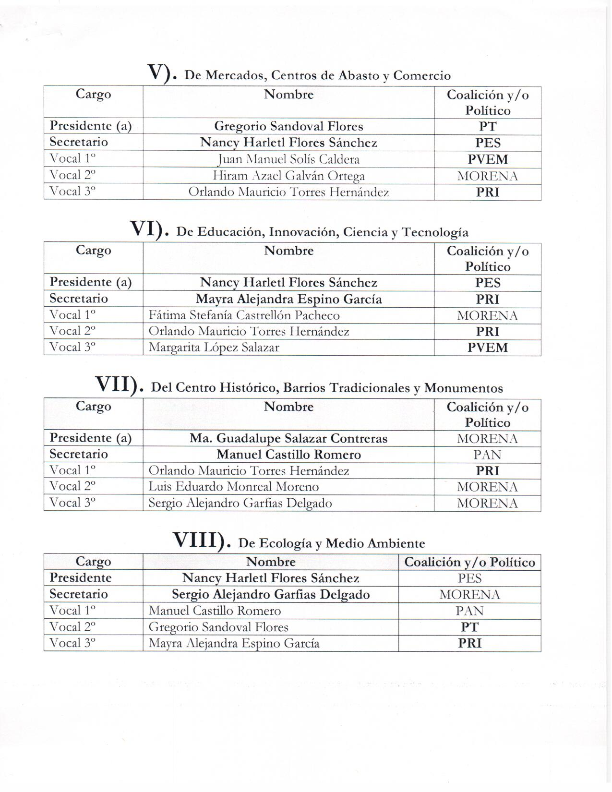 V). De Mercados, Centros de Abasto y Comercio
Cargo Nombre Coalición y/o
Político
Presidente (a) Gregorio Sandoval Flores PT
Secretario Nancy Harletl Flores Sánchez PES
Vocal 1º Juan Manuel Solís Caldera PVEM
Vocal 2º Hiram Azael Galván Ortega MORENA
Vocal 3º Orlando Mauricio Torres Hernández PRI
VI). De Educación, Innovación, Ciencia y Tecnología
Cargo Nombre Coalición y/o
Político
Presidente (a) Nancy Harletl Flores Sánchez PES
Secretario Mayra Alejandra Espino García PRI
Vocal 1º Fátima Stefanía Castrellón Pacheco MORENA
Vocal 2º Orlando Mauricio Torres Hernández PRI
Vocal 3º Margarita López Salazar PVEM
VII). Del Centro Histórico, Barrios Tradicionales y Monumentos
Cargo Nombre Coalición y/o
Político
Presidente (a) Ma. Guadalupe Salazar Contreras MORENA
Secretario Manuel Castillo Romero PAN
Vocal 1º Orlando Mauricio Torres Hernández PRI
Vocal 2º Luis Eduardo Monreal Moreno MORENA
Vocal 3º Sergio Alejandro Garfias Delgado MORENA
VIII). De Ecología y Medio Ambiente
Cargo Nombre Coalición y/o Político
Presidente Nancy Harletl Flores Sánchez PES
Secretario Sergio Alejandro Garfias Delgado MORENA
Vocal 1º Manuel Castillo Romero PAN
Vocal 2º Gregorio Sandoval Flores PT
Vocal 3º Mayra Alejandra Espino García PRI